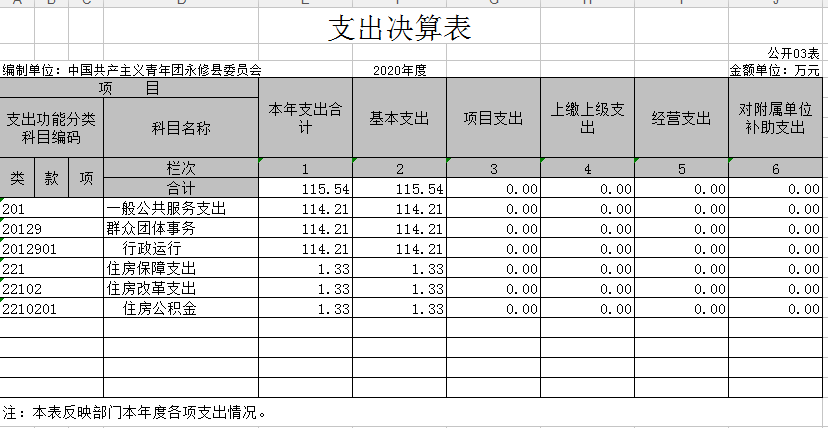 支出决算表
公开03表
编制单位：中国共产主义青年团永修县委员会 2020年度 金额单位：万元
项 目
支出功能分类科目编码 科目名称 本年支出合计 基本支出 项目支出 上缴上级支出 经营支出 对附属单位补助支出
类 款 项 栏次 1 2 3 4 5 6
合计 115.54 115.54 0.00 0.00 0.00 0.00
201 一般公共服务支出 114.21 114.21 0.00 0.00 0.00 0.00
20129 群众团体事务 114.21 114.21 0.00 0.00 0.00 0.00
2012901 行政运行 114.21 114.21 0.00 0.00 0.00 0.00
221 住房保障支出 1.33 1.33 0.00 0.00 0.00 0.00
22102 住房改革支出 1.33 1.33 0.00 0.00 0.00 0.00
2210201 住房公积金 1.33 1.33 0.00 0.00 0.00 0.00
注：本表反映部门本年度各项支出情况。